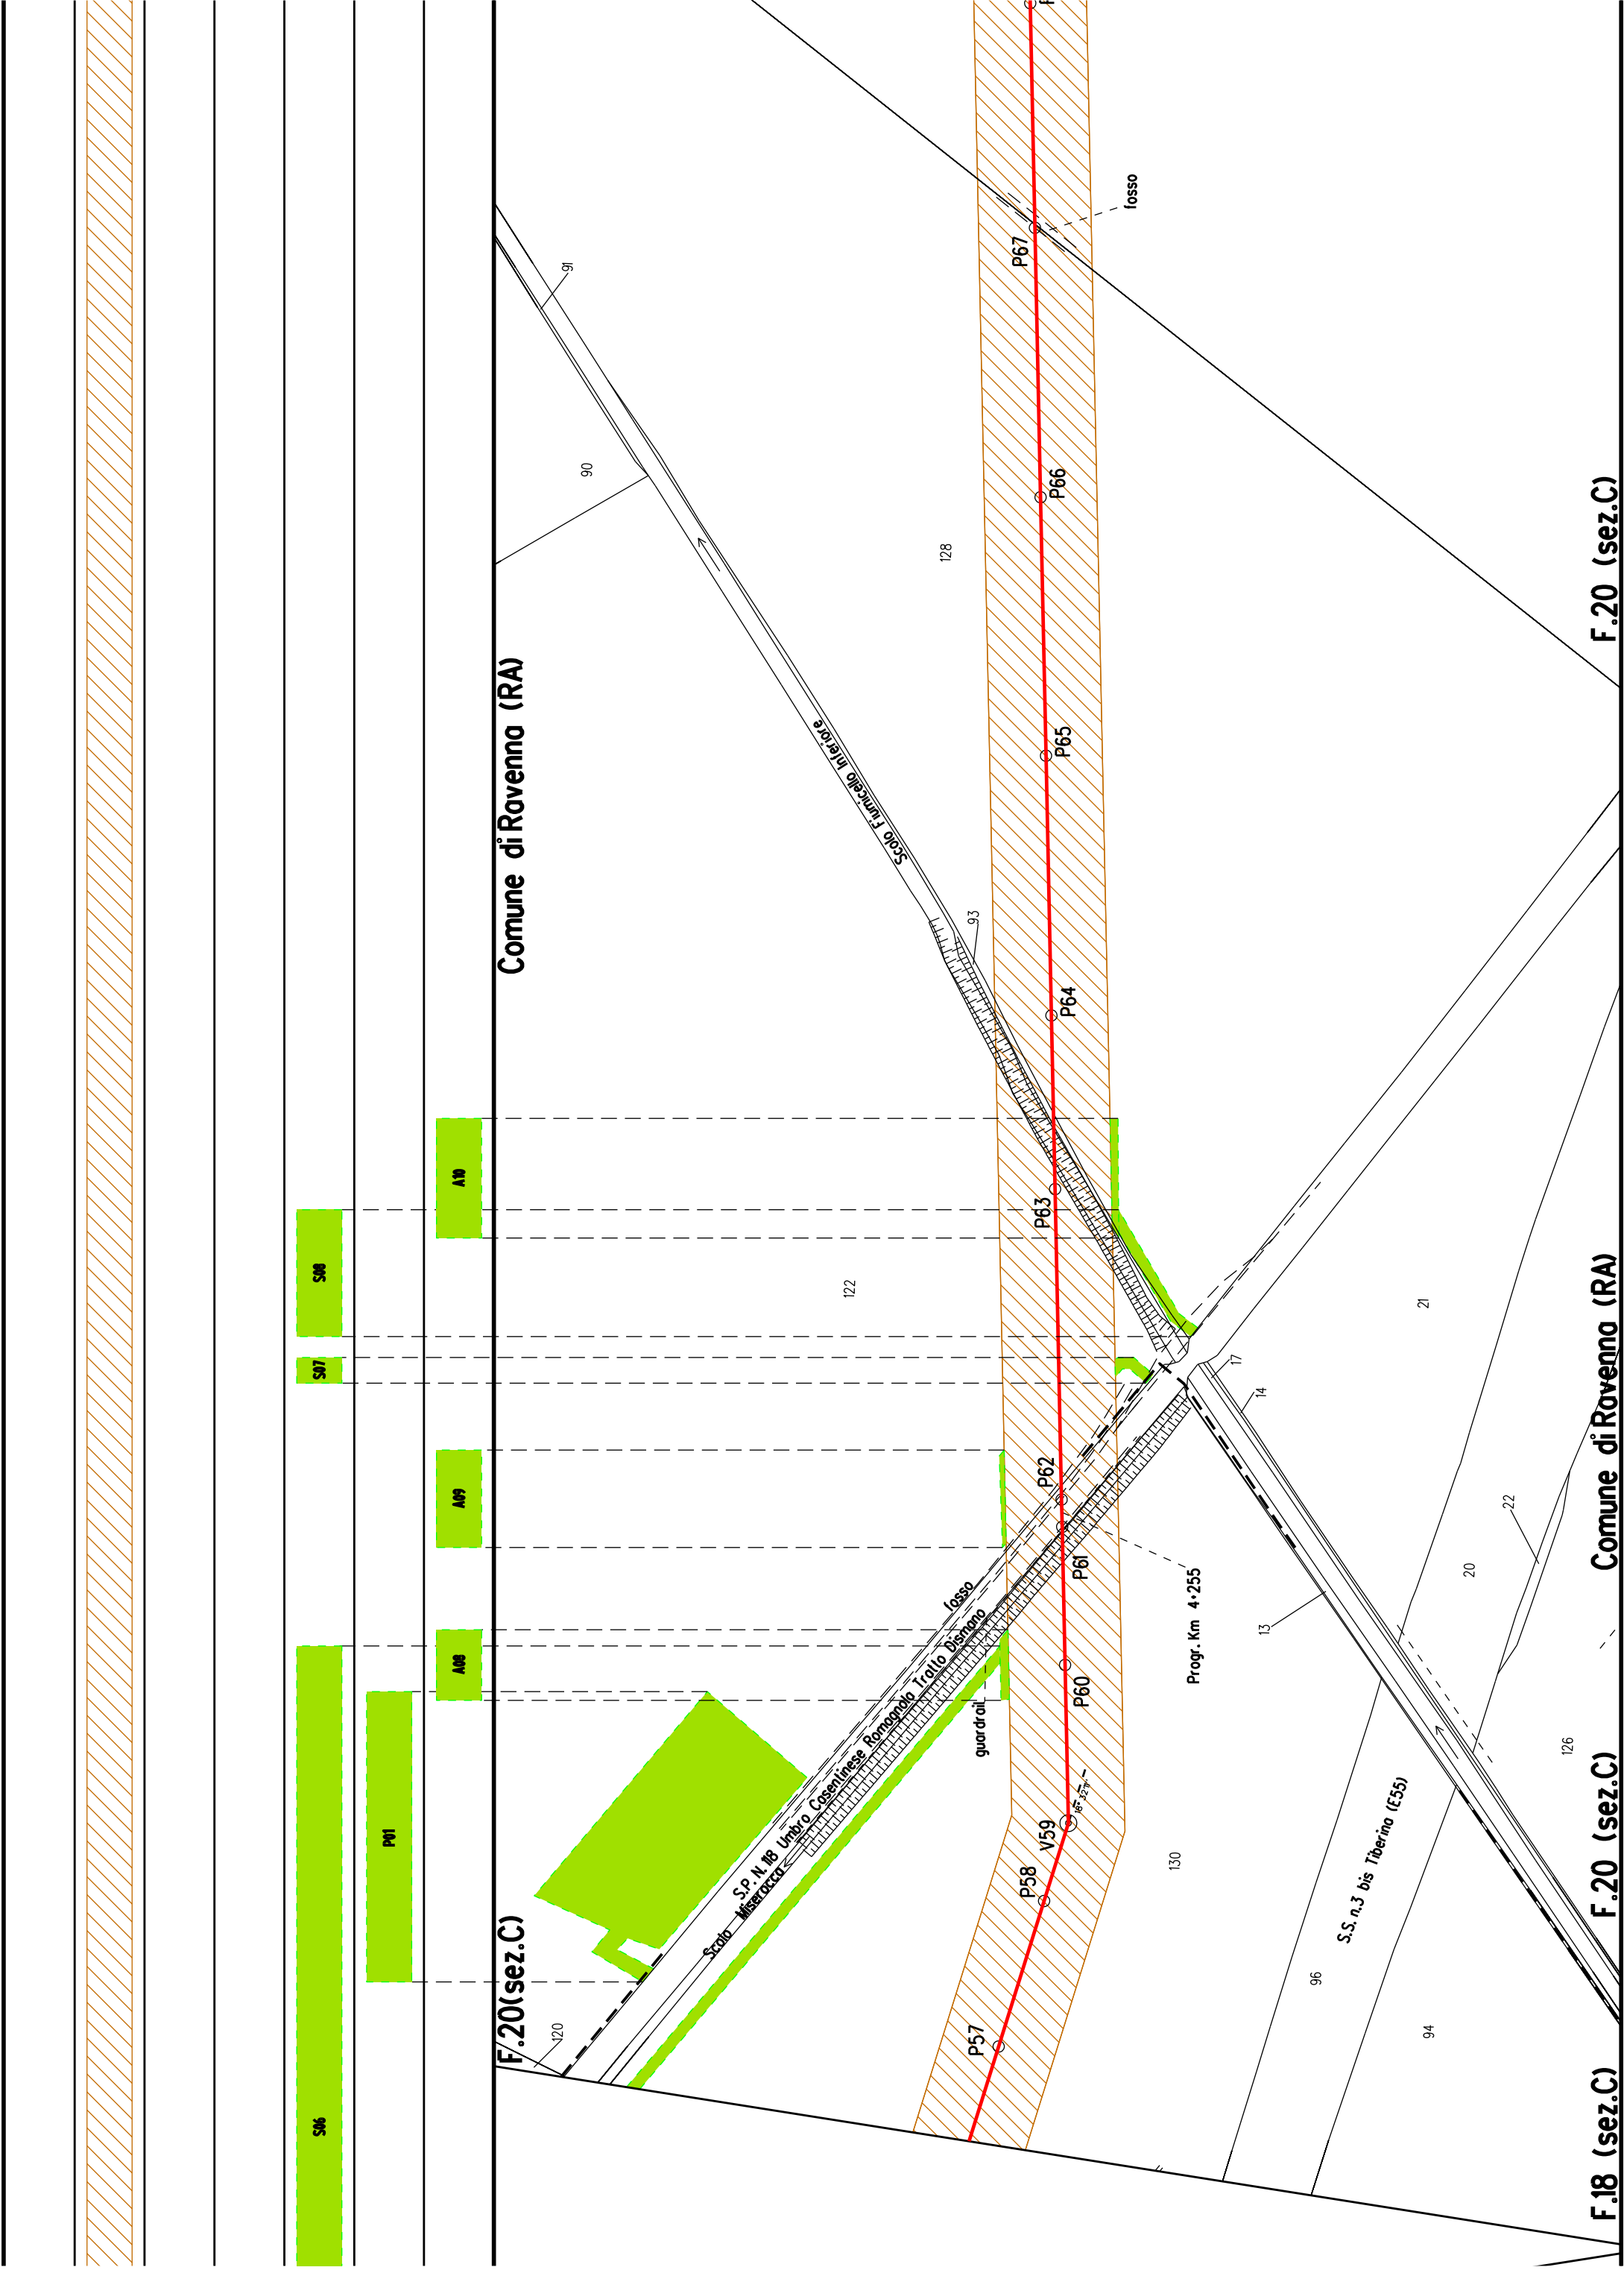 S06
P01
A08
A09
S07
S08
A10
F.20(sez.C)
Comune di Ravenna (RA)
120
S.P. N. 118 Umbro Casentinese Romagnola Tratto Dismano
Scolo Miserocco
fosso
guardrail
122
90
91
Scolo Fiumicello Inferiore
93
128
P57
P58
V59
P60
P61
P62
P63
P64
P65
P66
P67
fosso
Progr. Km 4+255
130
S.S. n.3 bis Tiberina (E55)
96
94
13
14
17
20
21
22
126
F.18 (sez.C)
F.20 (sez.C)
Comune di Ravenna (RA)
F.20 (sez.C)